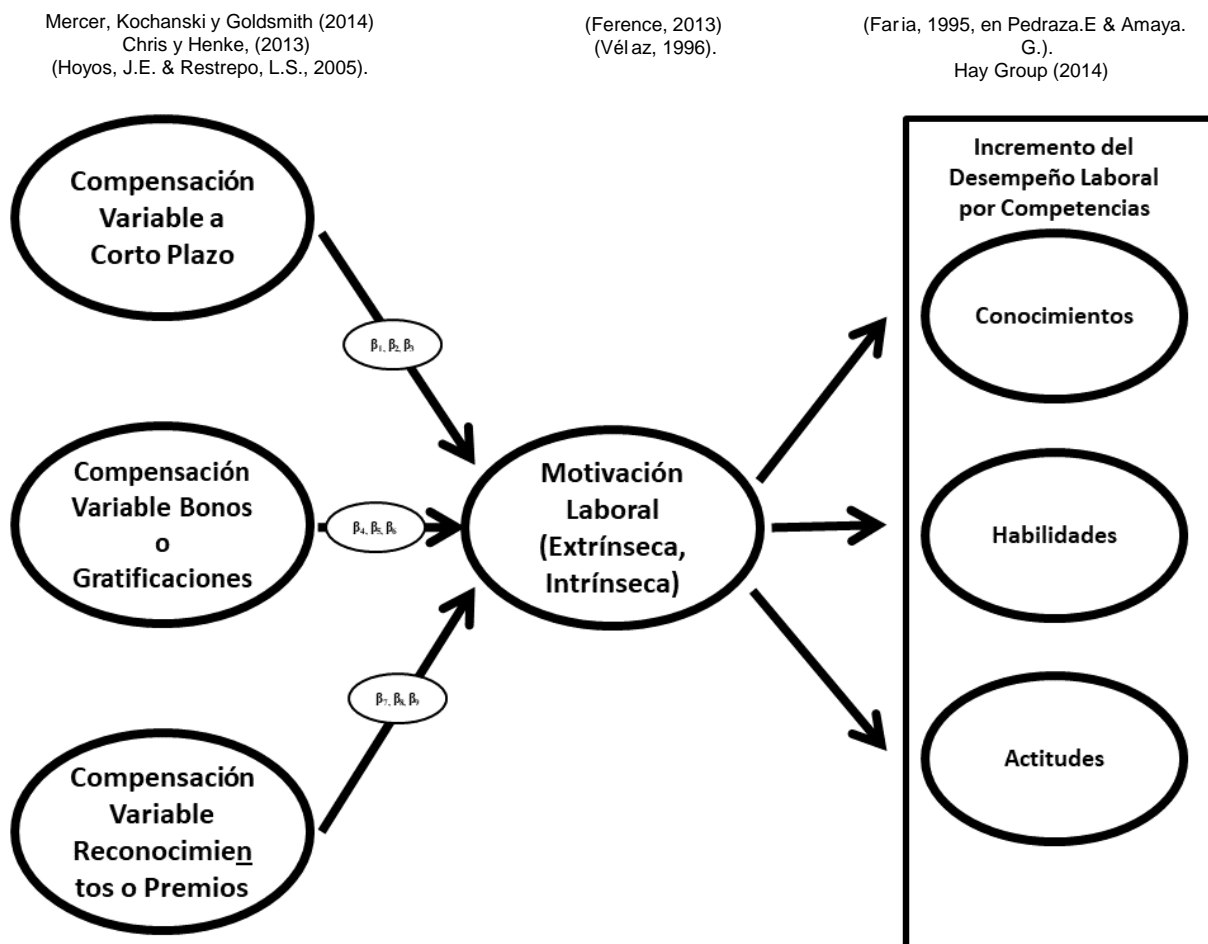 Mercer, Kochanski y Goldsmith (2014)
Chris y Henke, (2013)
(Hoyos, J.E. & Restrepo, L.S., 2005).
(Ference, 2013)
(Vélaz, 1996).
(Faria, 1995, en Pedraza.E & Amaya.
G.).
Hay Group (2014)
Compensación
Variable a
Corto Plazo
β1, β2, β3
Compensación
Variable Bonos
o
Gratificaciones
β4, β5, β6
Compensación
Variable
Reconocimien
tos o Premios
β7, β8, β9
Motivación
Laboral
(Extrínseca,
Intrínseca)
Incremento del
Desempeño Laboral
por Competencias
Conocimientos
Habilidades
Actitudes